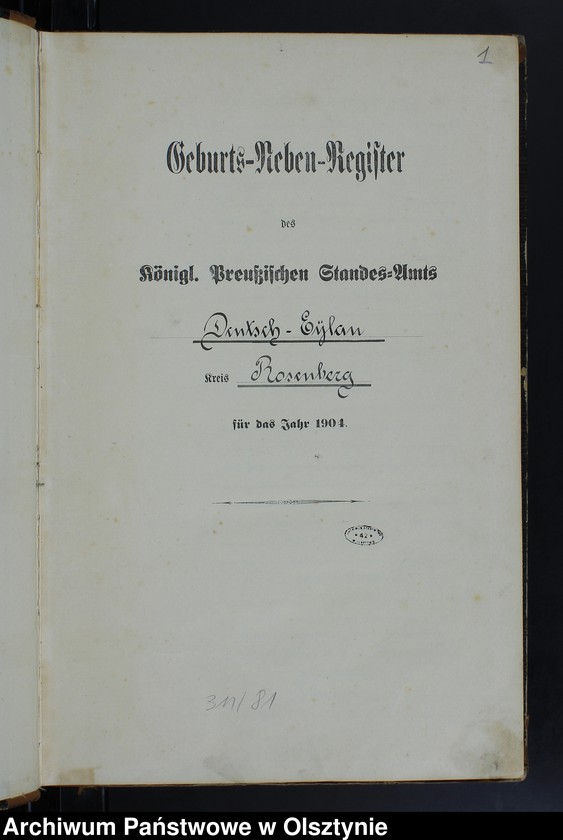 1
Geburts-Neben-Register
des
Königl. Preußischen Standes-Amts
Deutsch-Eylau
Kreis Rosenberg
für das Jahr 1904.
42
311/81
Archiwum Państwowe w Olsztynie